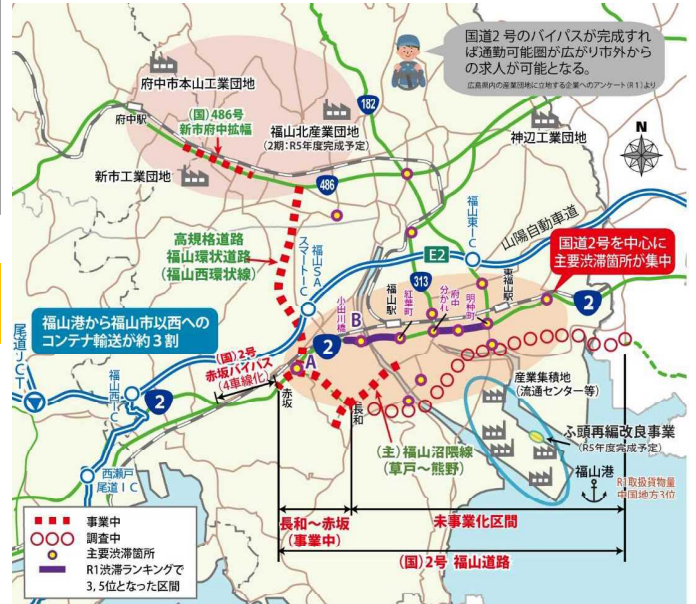 国道2号のバイパスが完成すれ
ば通勤可能圏が広がり市外から
の求人が可能となる。
広島県内の産業団地に立地する企業へのアンケート(R1)より
府中市本山工業団地
府中駅
(国)486号
新市府中拡幅
182
福山北産業団地
(2期:R5年度完成予定)
神辺工業団地
N
新市工業団地
486
高規格道路
福山環状道路
(福山西環状線)
福山SA
スマートIC
福山東IC
山陽自動車道
E2
国道2号を中心に
主要渋滞箇所が集中
313
福山駅
東福山駅
小田川橋
紅葉町
府中
分かれ
明神町
2
福山港から福山市以西への
コンテナ輸送が約3割
B
2
A
尾道JCT
(国)2号
赤坂バイパス
(4車線化)
福山西IC
2
赤坂
長和
産業集積地
(流通センター等)
ふ頭再編改良事業
(R5年度完成予定)
(主)福山沼隈線
(草戸~熊野)
福山港
R1取扱貨物量
中国地方3位
西瀬戸
尾道IC
長和~赤坂
(事業中)
未事業化区間
(国)2号 福山道路
事業中
調査中
主要渋滞箇所
R1渋滞ランキングで
3,5位となった区間